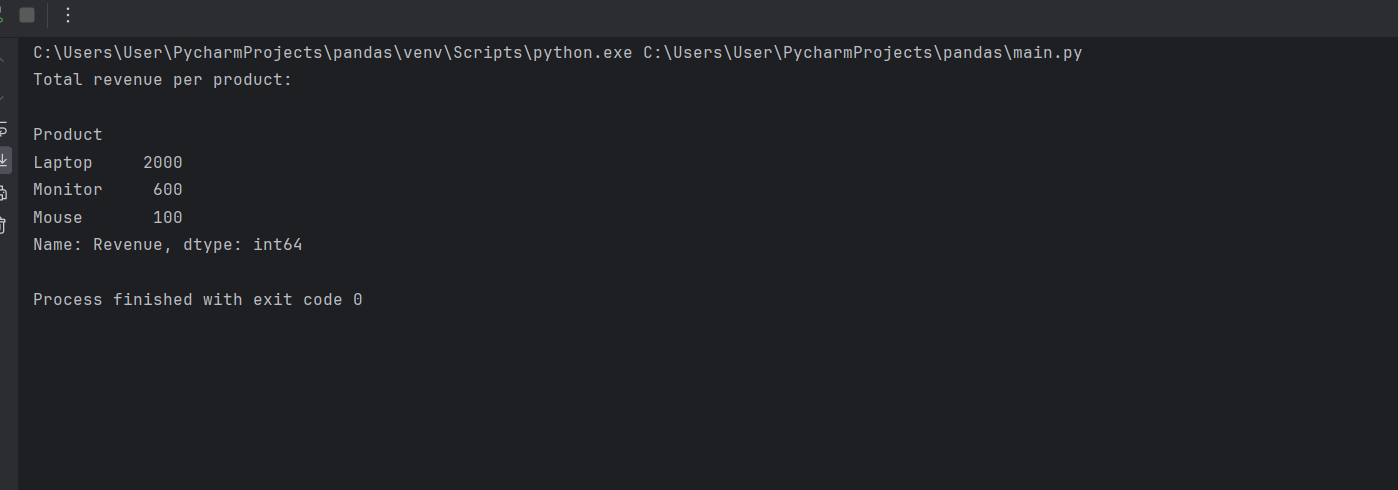 C:\Users\User\PycharmProjects\pandas\venv\Scripts\python.exe C:\Users\User\PycharmProjects\pandas\main.py
Total revenue per product:

Product
Laptop     2000
Monitor     600
Mouse       100
Name: Revenue, dtype: int64

Process finished with exit code 0